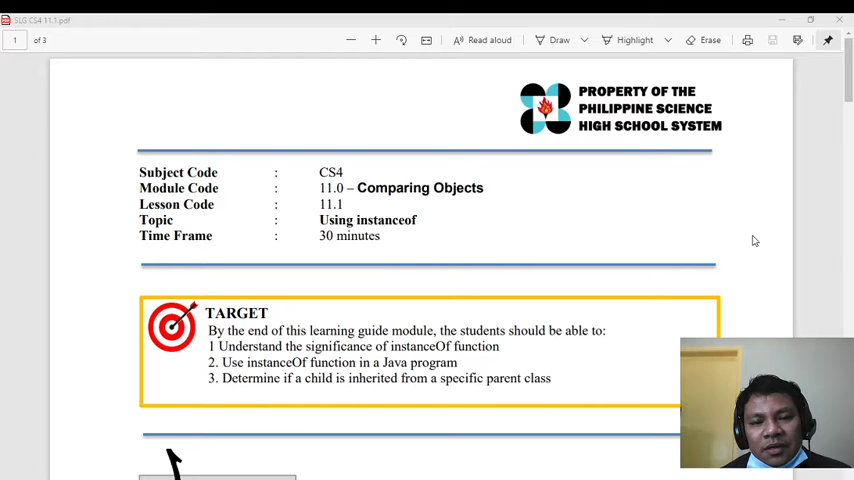 SLG CS4 11.1.pdf
1 of 3
Read aloud
Draw
Highlight
Erase
PROPERTY OF THE
PHILIPPINE SCIENCE
HIGH SCHOOL SYSTEM
Subject Code : CS4
Module Code : 11.0 – Comparing Objects
Lesson Code : 11.1
Topic : Using instanceof
Time Frame : 30 minutes
TARGET
By the end of this learning guide module, the students should be able to:
1 Understand the significance of instanceOf function
2. Use instanceOf function in a Java program
3. Determine if a child is inherited from a specific parent class